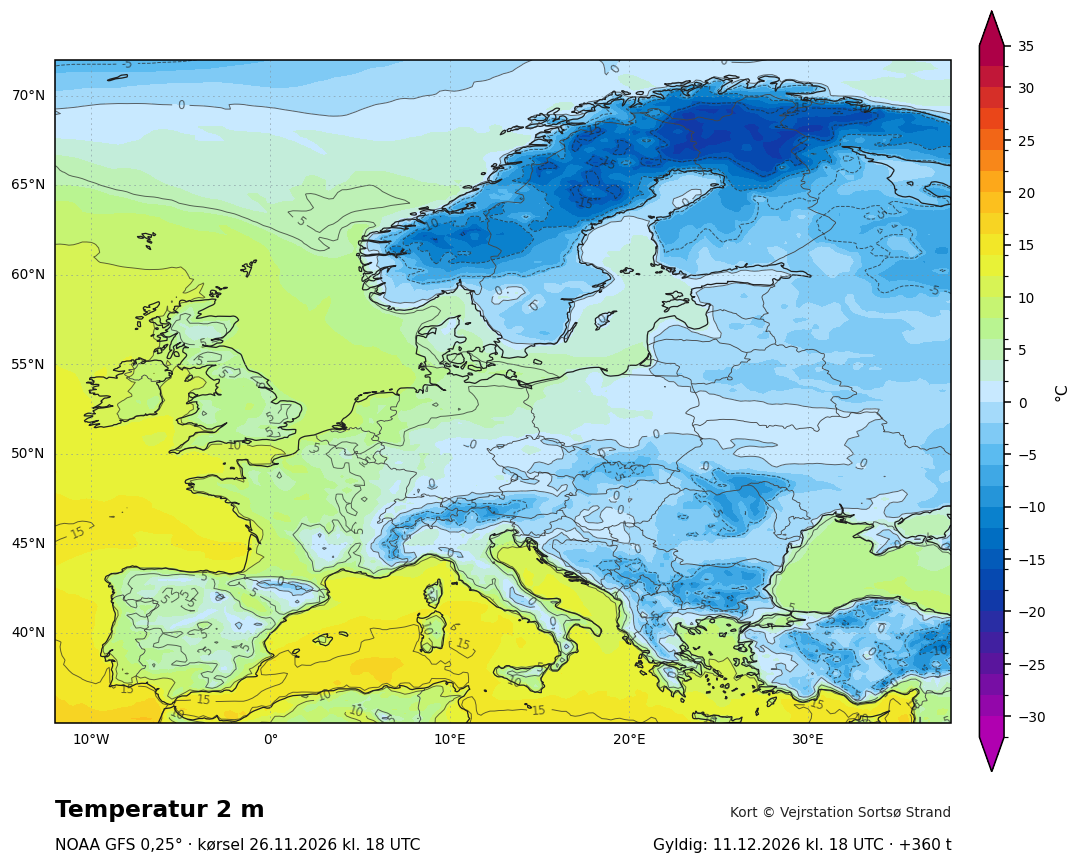 70°N
65°N
60°N
55°N
50°N
45°N
40°N
10°W 0° 10°E 20°E 30°E
35
30
25
20
15
10
5
0
−5
−10
−15
−20
−25
−30
°C
Temperatur 2 m
Kort © Vejrstation Sortsø Strand
NOAA GFS 0,25° · kørsel 26.11.2026 kl. 18 UTC
Gyldig: 11.12.2026 kl. 18 UTC · +360 t